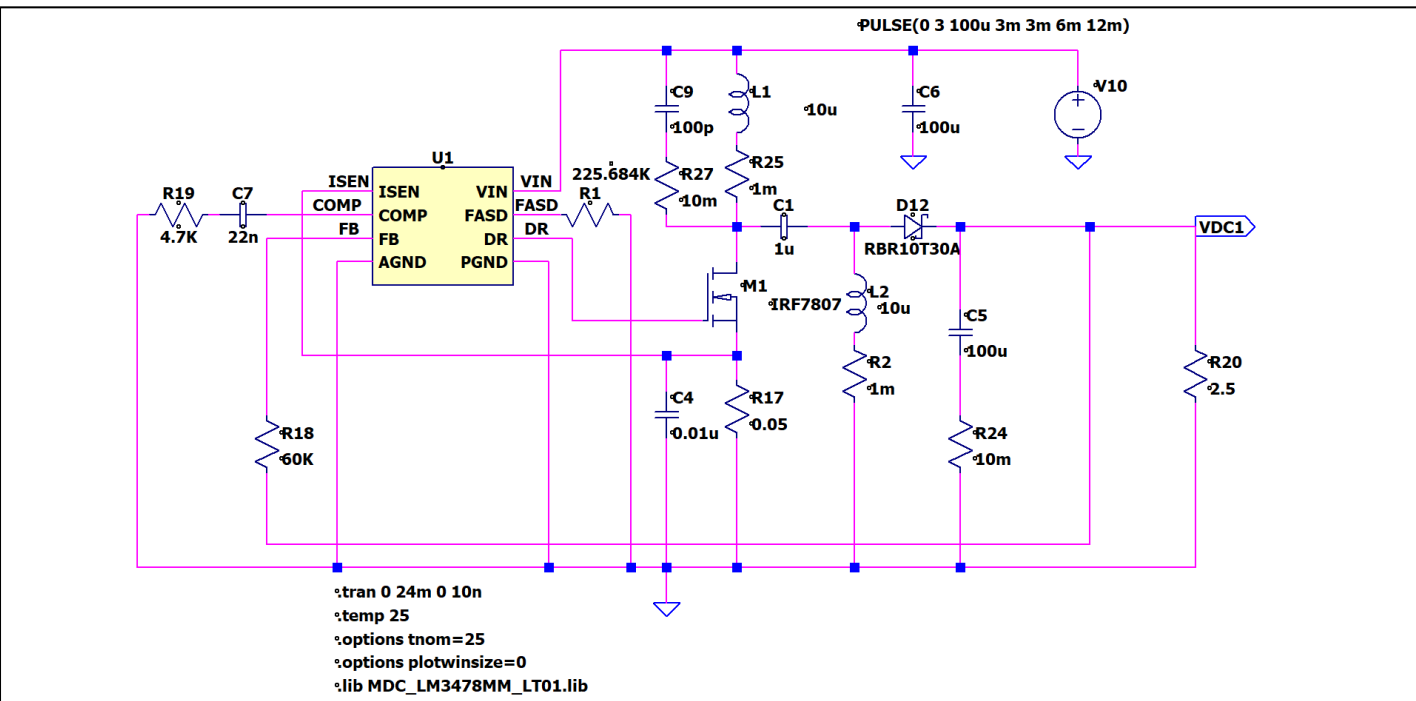 PULSE(0 3 100u 3m 3m 6m 12m)
V10
C9
100p
L1
10u
C6
100u
U1
225.684K
R27
10m
R25
1m
ISEN
ISEN
VIN
VIN
R1
R19
4.7K
C7
22n
COMP
COMP
FASD
FASD
C1
1u
D12
RBR10T30A
VDC1
FB
FB
DR
DR
AGND
PGND
M1
IRF7807
L2
10u
C5
100u
R2
1m
R20
2.5
C4
0.01u
R17
0.05
R18
60K
R24
10m
.tran 0 24m 0 10n
.temp 25
.options tnom=25
.options plotwinsize=0
.lib MDC_LM3478MM_LT01.lib